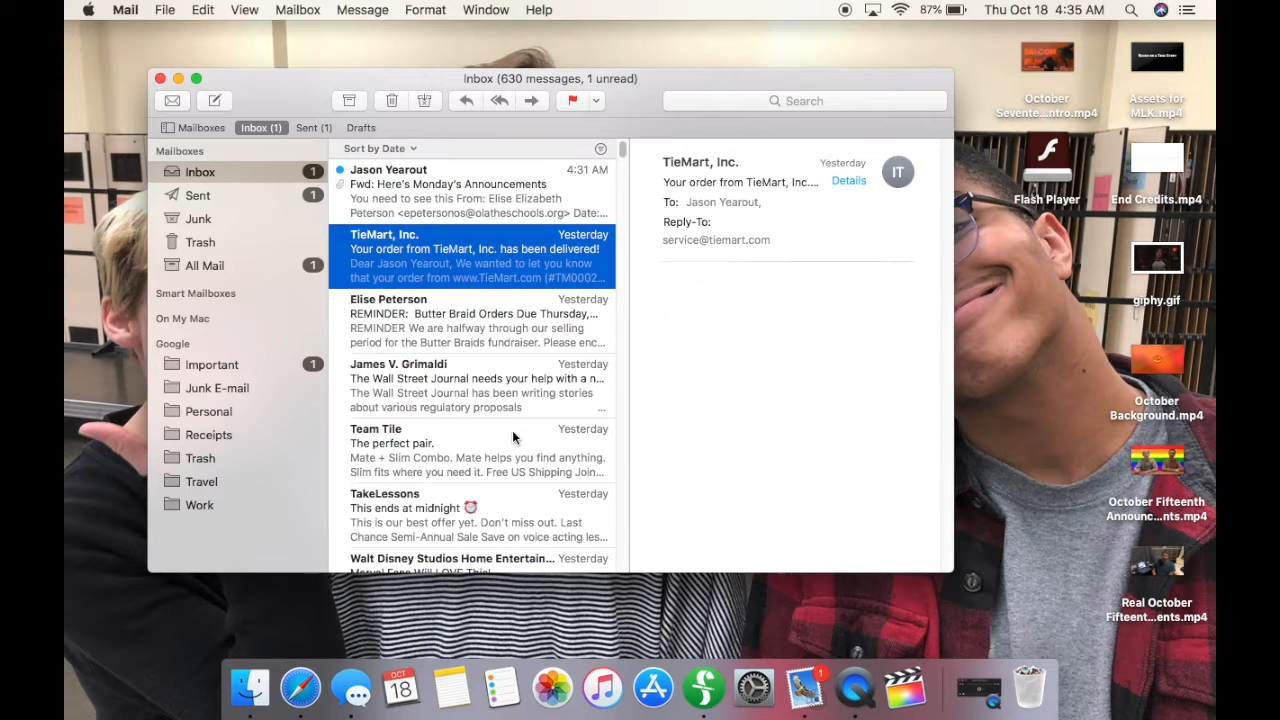 Mail File Edit View Mailbox Message Format Window Help 87% Thu Oct 18 4:35 AM
Inbox (630 messages, 1 unread)
Search
Mailboxes Inbox (1) Sent (1) Drafts
Mailboxes
Inbox 1
Sent 1
Junk
Trash
All Mail 1
Smart Mailboxes
On My Mac
Google
Important 1
Junk E-mail
Personal
Receipts
Trash
Travel
Work
Sort by Date
Jason Yearout 4:31 AM
Fwd: Here's Monday's Announcements
You need to see this From: Elise Elizabeth
Peterson <epetersonos@olatheschools.org> Date:...
TieMart, Inc. Yesterday
Your order from TieMart, Inc. has been delivered!
Dear Jason Yearout, We wanted to let you know
that your order from www.TieMart.com (#TM0002...
Elise Peterson Yesterday
REMINDER: Butter Braid Orders Due Thursday,...
REMINDER We are halfway through our selling
period for the Butter Braids fundraiser. Please enc...
James V. Grimaldi Yesterday
The Wall Street Journal needs your help with a n...
The Wall Street Journal has been writing stories
about various regulatory proposals ...
Team Tile Yesterday
The perfect pair.
Mate + Slim Combo. Mate helps you find anything.
Slim fits where you need it. Free US Shipping Join...
TakeLessons Yesterday
This ends at midnight ⏰
This is our best offer yet. Don't miss out. Last
Chance Semi-Annual Sale Save on voice acting les...
Walt Disney Studios Home Entertain... Yesterday
Marvel Fans Will LOVE This!
TieMart, Inc. Yesterday
Your order from TieMart, Inc.... Details
To: Jason Yearout,
Reply-To:
service@tiemart.com
IT
October
Sevente...ntro.mp4
Assets for
MLK.mp4
Flash Player
End Credits.mp4
giphy.gif
October
Background.mp4
October Fifteenth
Announc...nts.mp4
Real October
Fifteent...ents.mp4
OCT
18
1